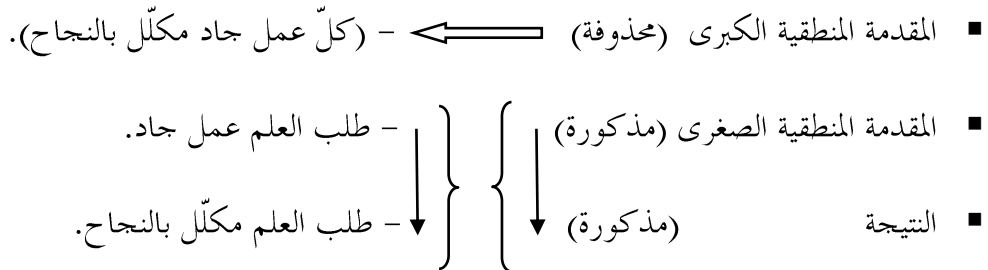 ▪ المقدمة المنطقية الكبرى (محذوفة) – (كلّ عمل جاد مكلّل بالنجاح).
▪ المقدمة المنطقية الصغرى (مذكورة) – طلب العلم عمل جاد.
▪ النتيجة (مذكورة) – طلب العلم مكلّل بالنجاح.